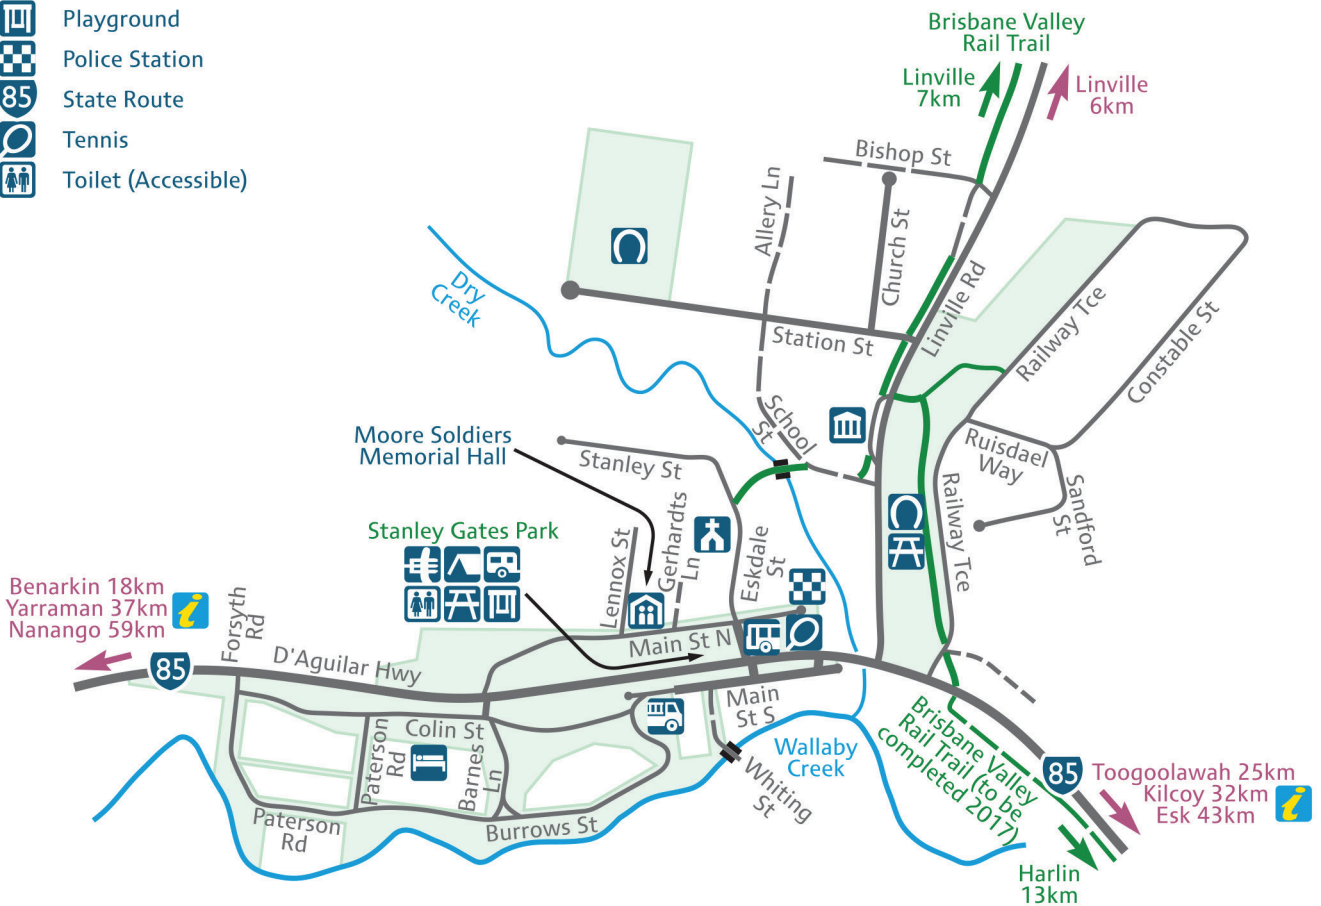 Playground
Police Station
85
State Route
Tennis
Toilet (Accessible)
Brisbane Valley
Rail Trail
Linville
7km
Linville
6km
Bishop St
Allery Ln
Church St
Dry
Creek
Linville Rd
Station St
Railway Tce
Constable St
School
St
Moore Soldiers
Memorial Hall
Stanley St
Ruisdael
Way
Sandford
St
Railway Tce
Gerhardts
Ln
Stanley Gates Park
Lennox St
Eskdale
St
Benarkin 18km
Yarraman 37km
Nanango 59km
i
Forsyth
Rd
Main St N
85
D'Aguilar Hwy
Main
St S
Colin St
Paterson
Rd
Barnes
Ln
Wallaby
Creek
Whiting
St
Paterson
Rd
Burrows St
Brisbane Valley
Rail Trail (to be
completed 2017)
85
Toogoolawah 25km
Kilcoy 32km
Esk 43km
i
Harlin
13km